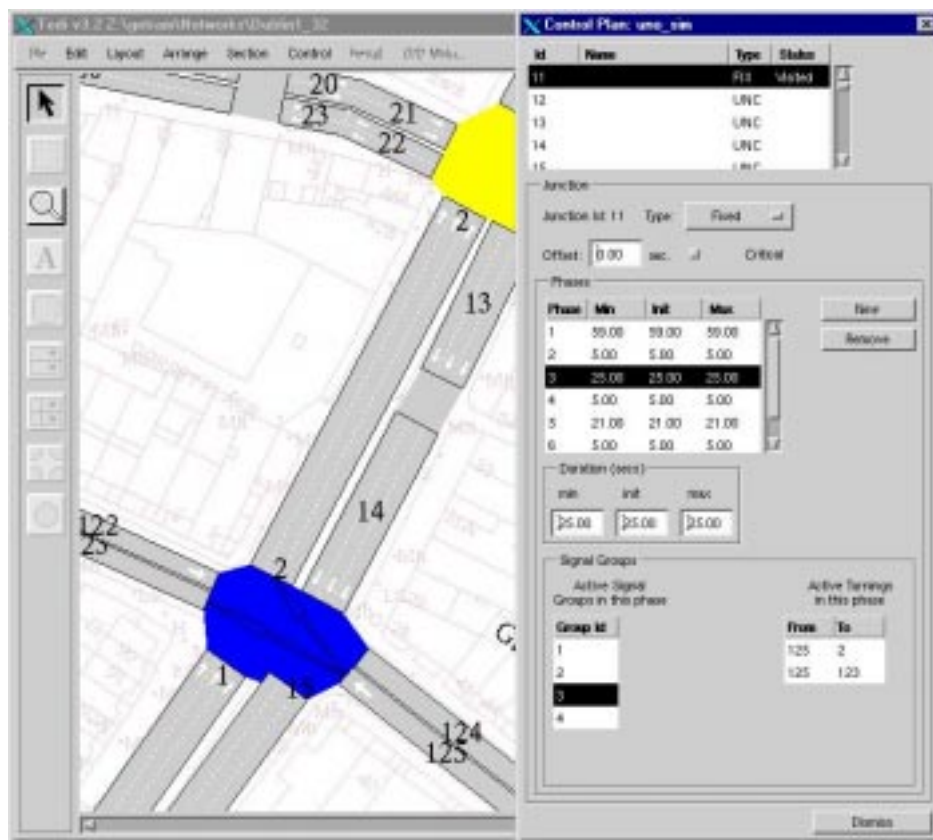 Tedi v3.2 Z:\
Edit Layout Arrange Section Control
20
23
21
22
2
13
14
122
2
1
124
125
Control Plan: uno_sim
Id Name Type Status
11 FIX Visited
12 UNC
13 UNC
14 UNC
15 UNC
Junction
Junction Id: 11 Type: Fixed
Offset: 0.00 sec. Critical
Phases
Phase Min Init Max
1 59.00 59.00 59.00
2 5.00 5.00 5.00
3 25.00 25.00 25.00
4 5.00 5.00 5.00
5 21.00 21.00 21.00
6 5.00 5.00 5.00
New
Remove
Duration (secs)
min init max
25.00 25.00 25.00
Signal Groups
Active Signal
Groups in this phase
Group Id
1
2
3
4
Active Turnings
in this phase
From To
125 2
125 123
Dismiss